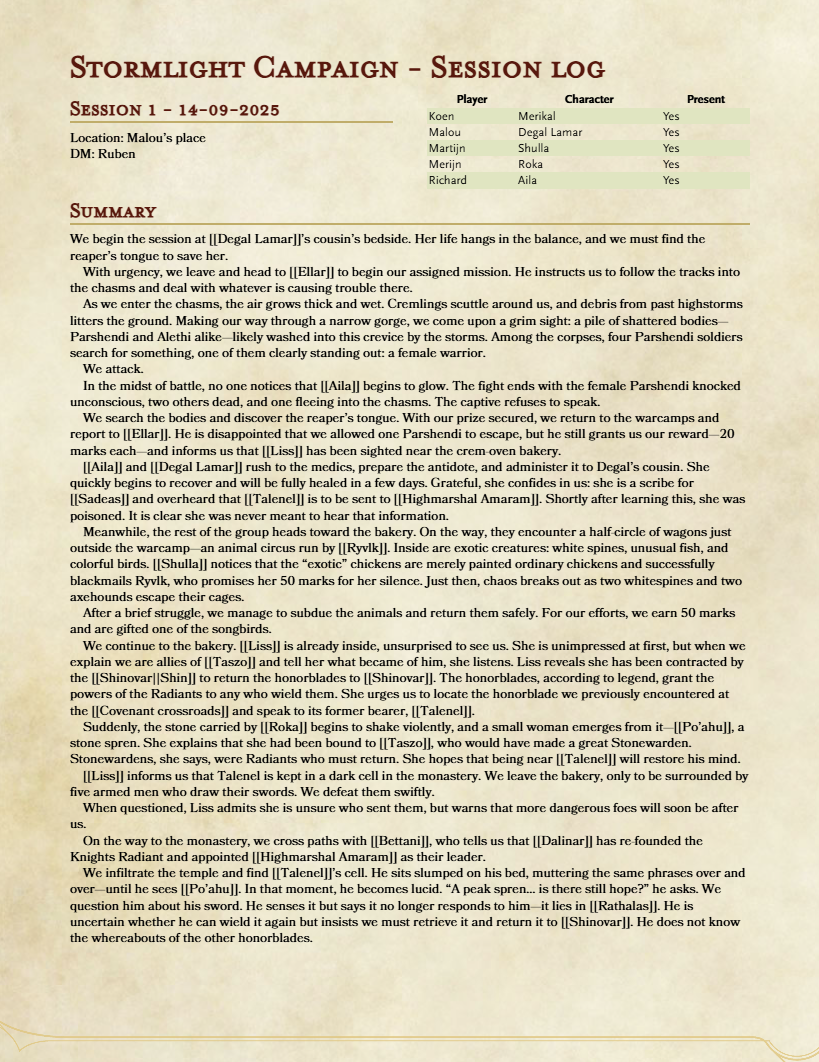 Stormlight Campaign – Session log
Session 1 – 14-09-2025
Location: Malou's place
DM: Ruben
Player Character Present
Koen Merikal Yes
Malou Degal Lamar Yes
Martijn Shulla Yes
Merijn Roka Yes
Richard Aila Yes
Summary
We begin the session at [[Degal Lamar]]'s cousin's bedside. Her life hangs in the balance, and we must find the
reaper's tongue to save her.
With urgency, we leave and head to [[Ellar]] to begin our assigned mission. He instructs us to follow the tracks into
the chasms and deal with whatever is causing trouble there.
As we enter the chasms, the air grows thick and wet. Cremlings scuttle around us, and debris from past highstorms
litters the ground. Making our way through a narrow gorge, we come upon a grim sight: a pile of shattered bodies—
Parshendi and Alethi alike—likely washed into this crevice by the storms. Among the corpses, four Parshendi soldiers
search for something, one of them clearly standing out: a female warrior.
We attack.
In the midst of battle, no one notices that [[Aila]] begins to glow. The fight ends with the female Parshendi knocked
unconscious, two others dead, and one fleeing into the chasms. The captive refuses to speak.
We search the bodies and discover the reaper's tongue. With our prize secured, we return to the warcamps and
report to [[Ellar]]. He is disappointed that we allowed one Parshendi to escape, but he still grants us our reward—20
marks each—and informs us that [[Liss]] has been sighted near the crem-oven bakery.
[[Aila]] and [[Degal Lamar]] rush to the medics, prepare the antidote, and administer it to Degal's cousin. She
quickly begins to recover and will be fully healed in a few days. Grateful, she confides in us: she is a scribe for
[[Sadeas]] and overheard that [[Talenel]] is to be sent to [[Highmarshal Amaram]]. Shortly after learning this, she was
poisoned. It is clear she was never meant to hear that information.
Meanwhile, the rest of the group heads toward the bakery. On the way, they encounter a half-circle of wagons just
outside the warcamp—an animal circus run by [[Ryvlk]]. Inside are exotic creatures: white spines, unusual fish, and
colorful birds. [[Shulla]] notices that the “exotic” chickens are merely painted ordinary chickens and successfully
blackmails Ryvlk, who promises her 50 marks for her silence. Just then, chaos breaks out as two whitespines and two
axehounds escape their cages.
After a brief struggle, we manage to subdue the animals and return them safely. For our efforts, we earn 50 marks
and are gifted one of the songbirds.
We continue to the bakery. [[Liss]] is already inside, unsurprised to see us. She is unimpressed at first, but when we
explain we are allies of [[Taszo]] and tell her what became of him, she listens. Liss reveals she has been contracted by
the [[Shinovar||Shin]] to return the honorblades to [[Shinovar]]. The honorblades, according to legend, grant the
powers of the Radiants to any who wield them. She urges us to locate the honorblade we previously encountered at
the [[Covenant crossroads]] and speak to its former bearer, [[Talenel]].
Suddenly, the stone carried by [[Roka]] begins to shake violently, and a small woman emerges from it—[[Po'ahu]], a
stone spren. She explains that she had been bound to [[Taszo]], who would have made a great Stonewarden.
Stonewardens, she says, were Radiants who must return. She hopes that being near [[Talenel]] will restore his mind.
[[Liss]] informs us that Talenel is kept in a dark cell in the monastery. We leave the bakery, only to be surrounded by
five armed men who draw their swords. We defeat them swiftly.
When questioned, Liss admits she is unsure who sent them, but warns that more dangerous foes will soon be after
us.
On the way to the monastery, we cross paths with [[Bettani]], who tells us that [[Dalinar]] has re-founded the
Knights Radiant and appointed [[Highmarshal Amaram]] as their leader.
We infiltrate the temple and find [[Talenel]]'s cell. He sits slumped on his bed, muttering the same phrases over and
over—until he sees [[Po'ahu]]. In that moment, he becomes lucid. “A peak spren... is there still hope?” he asks. We
question him about his sword. He senses it but says it no longer responds to him—it lies in [[Rathalas]]. He is
uncertain whether he can wield it again but insists we must retrieve it and return it to [[Shinovar]]. He does not know
the whereabouts of the other honorblades.